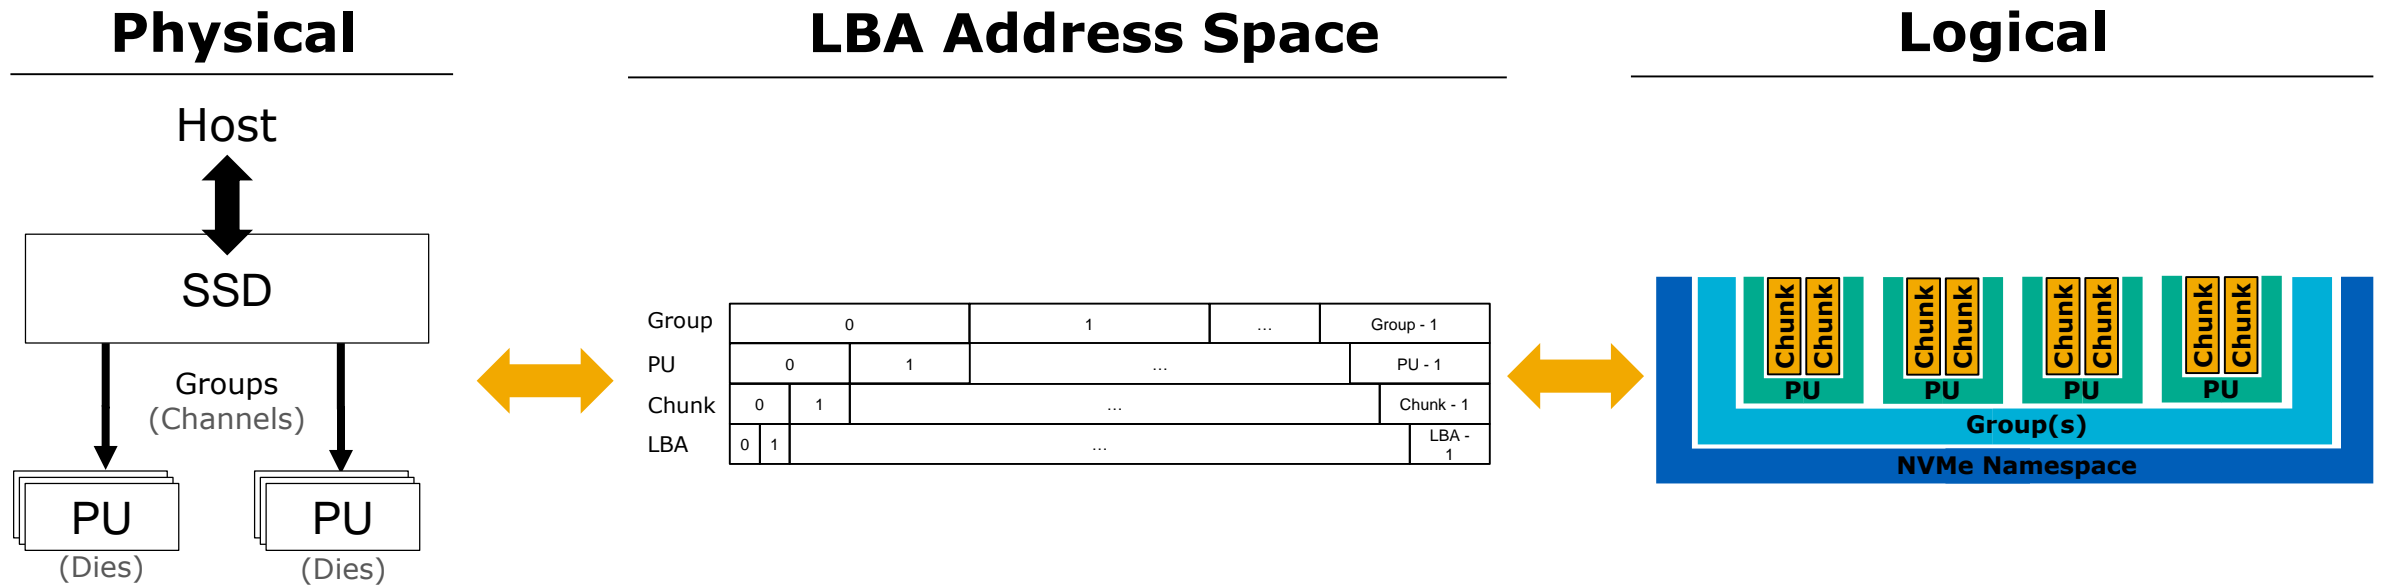 Physical
LBA Address Space
Logical
Host
SSD
Groups
(Channels)
PU
PU
(Dies)
(Dies)
Group 0 1 … Group - 1
PU 0 1 … PU - 1
Chunk 0 1 … Chunk - 1
LBA 0 1 … LBA -
1
Chunk Chunk Chunk Chunk Chunk Chunk Chunk Chunk
PU PU PU PU
Group(s)
NVMe Namespace